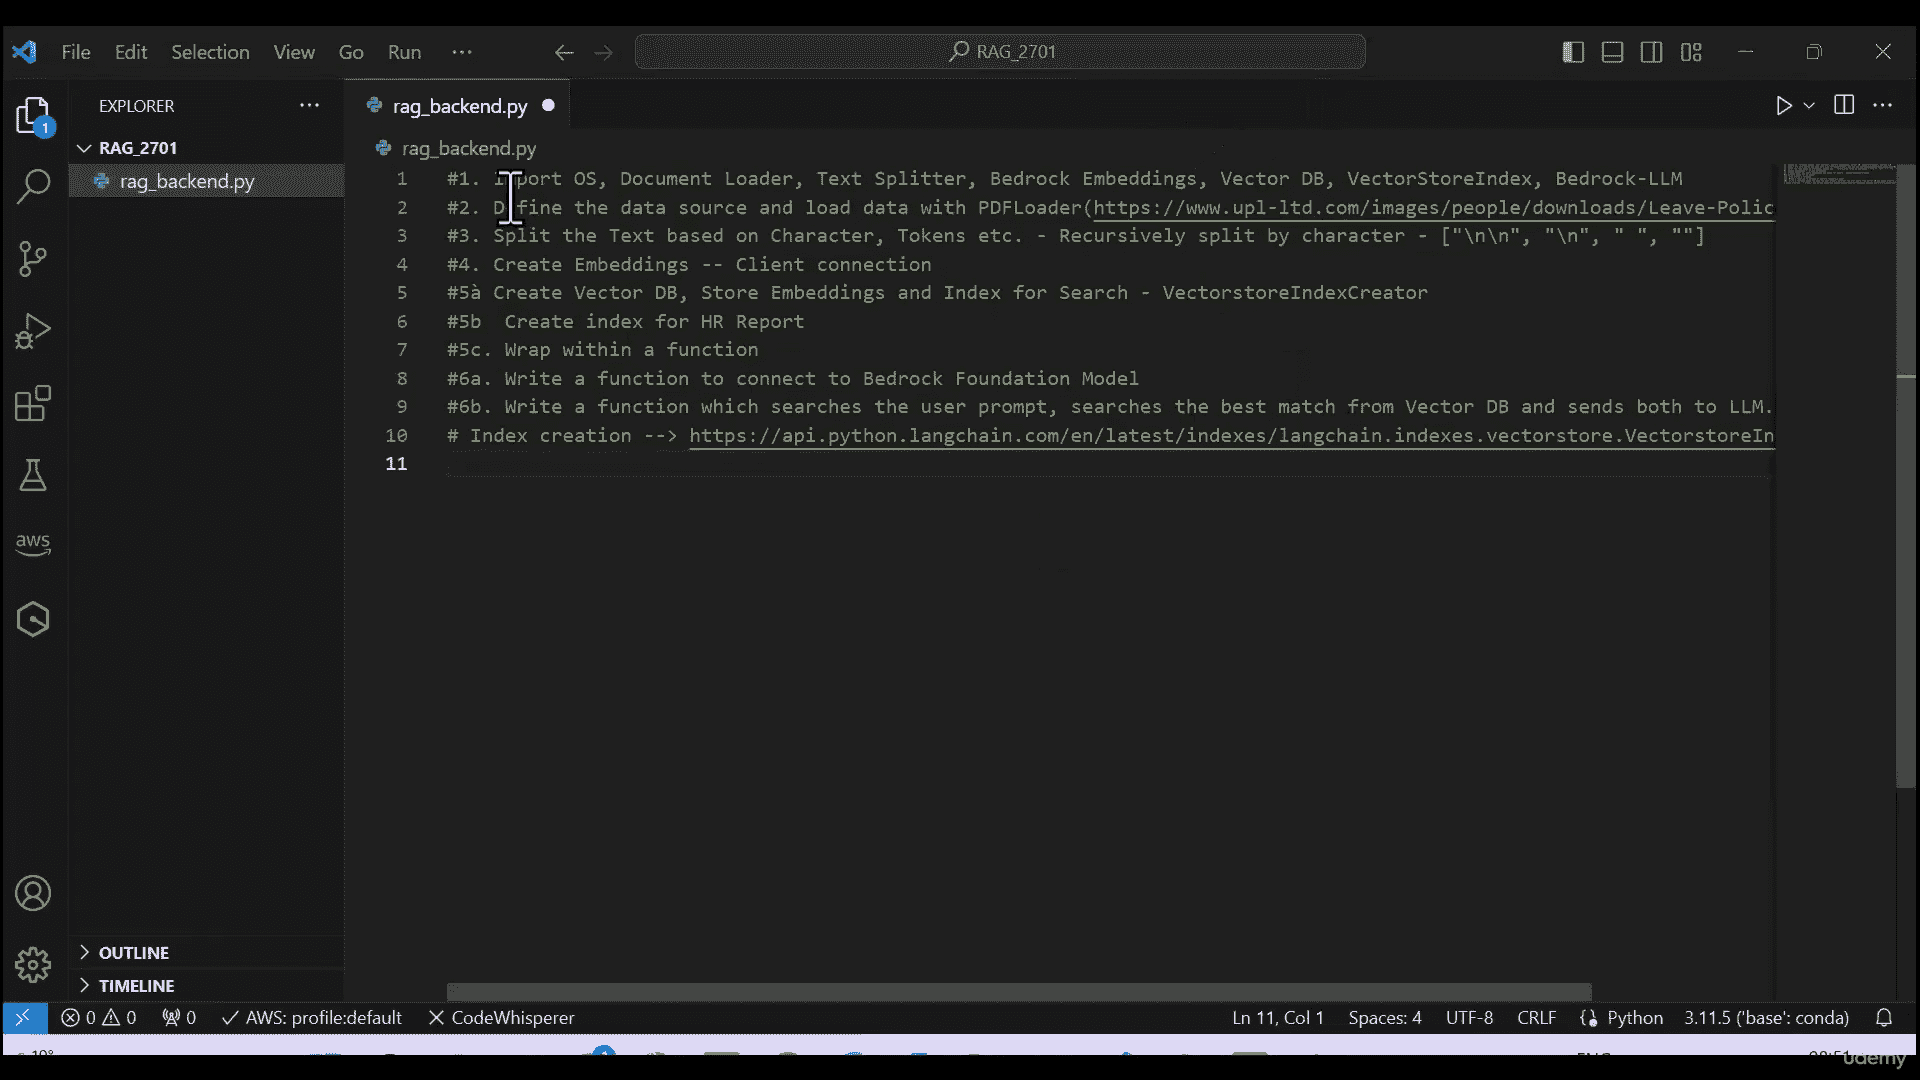 File Edit Selection View Go Run ··· RAG_2701
EXPLORER ···
1
RAG_2701
rag_backend.py
rag_backend.py
rag_backend.py
1 #1. Import OS, Document Loader, Text Splitter, Bedrock Embeddings, Vector DB, VectorStoreIndex, Bedrock-LLM
2 #2. Define the data source and load data with PDFLoader(https://www.upl-ltd.com/images/people/downloads/Leave-Polic
3 #3. Split the Text based on Character, Tokens etc. - Recursively split by character - ["\n\n", "\n", " ", ""]
4 #4. Create Embeddings -- Client connection
5 #5à Create Vector DB, Store Embeddings and Index for Search - VectorstoreIndexCreator
6 #5b  Create index for HR Report
7 #5c. Wrap within a function
8 #6a. Write a function to connect to Bedrock Foundation Model
9 #6b. Write a function which searches the user prompt, searches the best match from Vector DB and sends both to LLM.
10 # Index creation --> https://api.python.langchain.com/en/latest/indexes/langchain.indexes.vectorstore.VectorstoreIn
11
aws
OUTLINE
TIMELINE
0 0 0 AWS: profile:default CodeWhisperer Ln 11, Col 1 Spaces: 4 UTF-8 CRLF Python 3.11.5 ('base': conda)
udemy